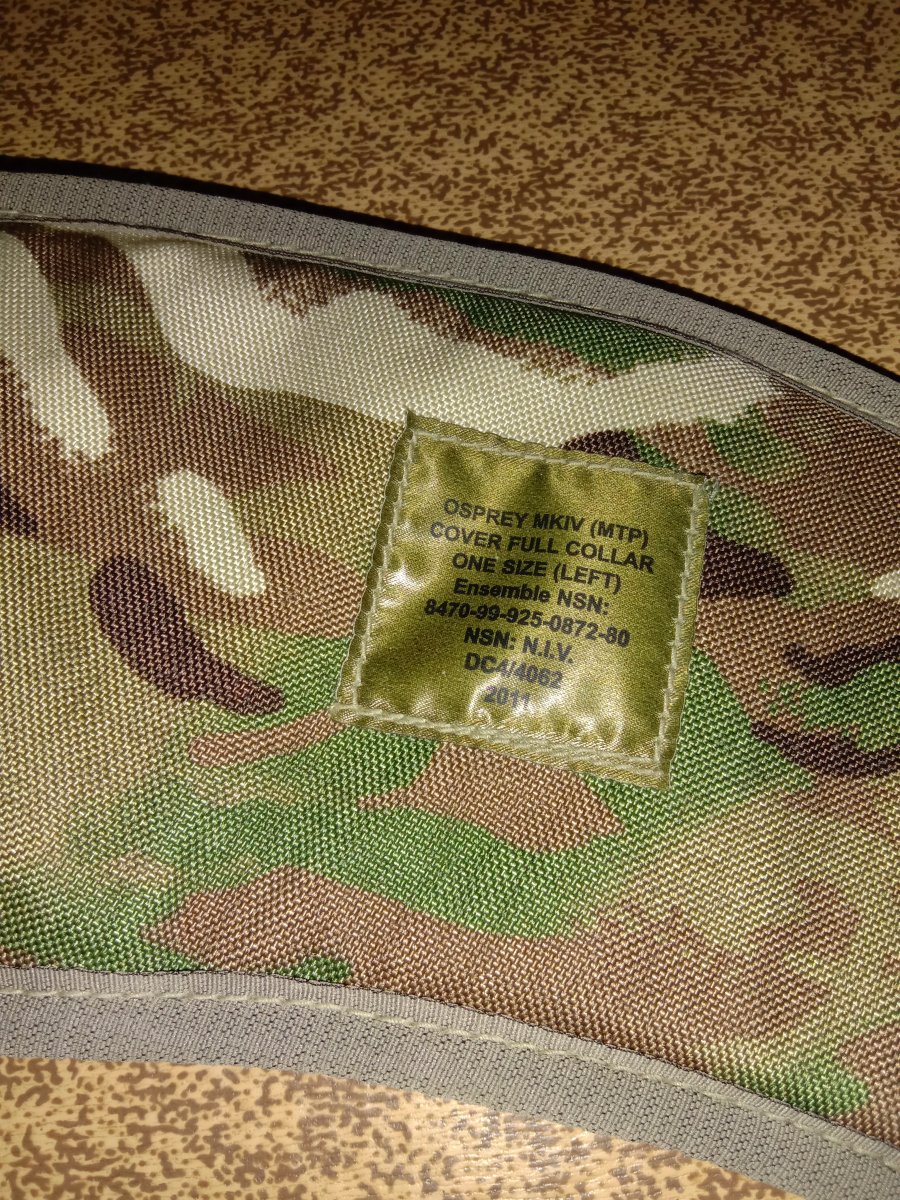 OSPREY MKIV (MTP)
COVER FULL COLLAR
ONE SIZE (LEFT)
Ensemble NSN:
8470-99-925-0872-80
NSN: N.I.V.
DC4/4062
2011